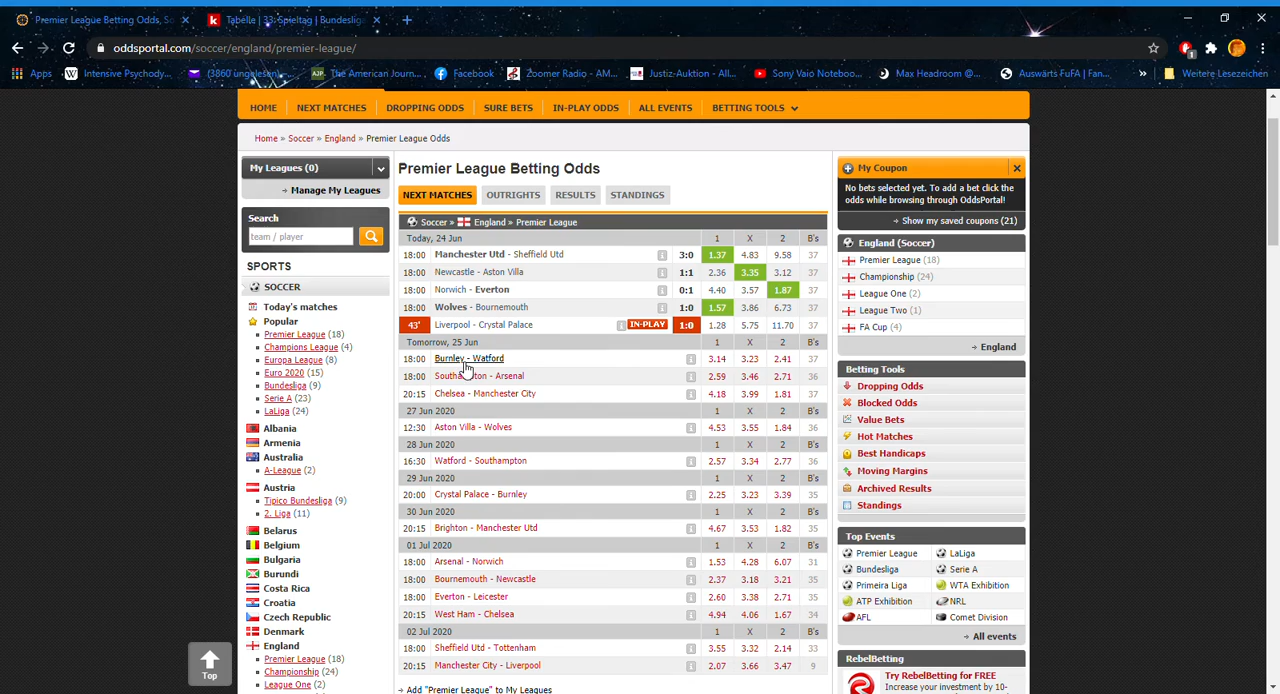 Premier League Betting Odds, So
Tabelle | 33. Spieltag | Bundeslig
oddsportal.com/soccer/england/premier-league/
Apps Intensive Psychody... (3860 ungelesen) ... The American Journ... Facebook Zoomer Radio - AM... Justiz-Auktion - All... Sony Vaio Noteboo... Max Headroom @... Auswärts FuFA | Fan... » Weitere Lesezeichen
HOME NEXT MATCHES DROPPING ODDS SURE BETS IN-PLAY ODDS ALL EVENTS BETTING TOOLS
Home » Soccer » England » Premier League Odds
My Leagues (0)
Manage My Leagues
Search
team / player
SPORTS
SOCCER
Today's matches
Popular
Premier League (18)
Champions League (4)
Europa League (8)
Euro 2020 (15)
Bundesliga (9)
Serie A (23)
LaLiga (24)
Albania
Armenia
Australia
A-League (2)
Austria
Tipico Bundesliga (9)
2. Liga (11)
Belarus
Belgium
Bulgaria
Burundi
Costa Rica
Croatia
Czech Republic
Denmark
England
Premier League (18)
Championship (24)
League One (2)
Top
Premier League Betting Odds
NEXT MATCHES OUTRIGHTS RESULTS STANDINGS
Soccer » England » Premier League
Today, 24 Jun 1 X 2 B's
18:00 Manchester Utd - Sheffield Utd 3:0 1.37 4.83 9.58 37
18:00 Newcastle - Aston Villa 1:1 2.36 3.35 3.12 37
18:00 Norwich - Everton 0:1 4.40 3.57 1.87 37
18:00 Wolves - Bournemouth 1:0 1.57 3.86 6.73 37
43' Liverpool - Crystal Palace IN-PLAY 1:0 1.28 5.75 11.70 37
Tomorrow, 25 Jun 1 X 2 B's
18:00 Burnley - Watford 3.14 3.23 2.41 37
18:00 Southampton - Arsenal 2.59 3.46 2.71 36
20:15 Chelsea - Manchester City 4.18 3.99 1.81 37
27 Jun 2020 1 X 2 B's
12:30 Aston Villa - Wolves 4.53 3.55 1.84 36
28 Jun 2020 1 X 2 B's
16:30 Watford - Southampton 2.57 3.34 2.77 36
29 Jun 2020 1 X 2 B's
20:00 Crystal Palace - Burnley 2.25 3.23 3.39 35
30 Jun 2020 1 X 2 B's
20:15 Brighton - Manchester Utd 4.67 3.53 1.82 35
01 Jul 2020 1 X 2 B's
18:00 Arsenal - Norwich 1.53 4.28 6.07 31
18:00 Bournemouth - Newcastle 2.37 3.18 3.21 35
18:00 Everton - Leicester 2.60 3.38 2.71 35
20:15 West Ham - Chelsea 4.94 4.06 1.67 34
02 Jul 2020 1 X 2 B's
18:00 Sheffield Utd - Tottenham 3.55 3.32 2.14 33
20:15 Manchester City - Liverpool 2.07 3.66 3.47 9
Add "Premier League" to My Leagues
My Coupon
No bets selected yet. To add a bet click the
odds while browsing through OddsPortal!
Show my saved coupons (21)
England (Soccer)
Premier League (18)
Championship (24)
League One (2)
League Two (1)
FA Cup (4)
England
Betting Tools
Dropping Odds
Blocked Odds
Value Bets
Hot Matches
Best Handicaps
Moving Margins
Archived Results
Standings
Top Events
Premier League LaLiga
Bundesliga Serie A
Primeira Liga WTA Exhibition
ATP Exhibition NRL
AFL Comet Division
All events
RebelBetting
Try RebelBetting for FREE
Increase your investment by 10-